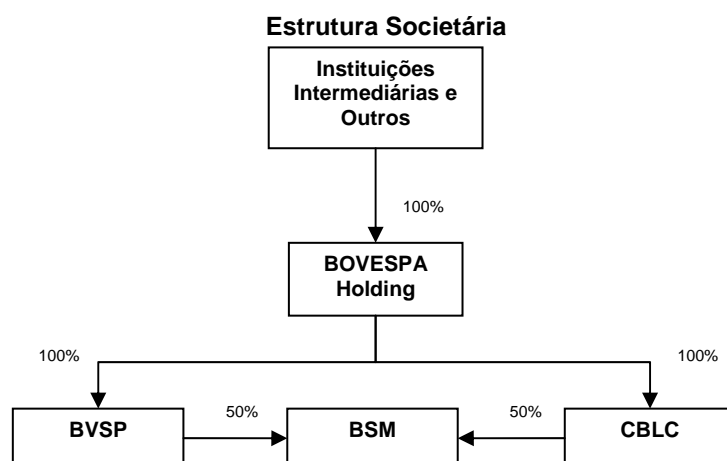 Estrutura Societária
Instituições
Intermediárias e
Outros
100%
BOVESPA
Holding
100%
100%
BVSP
50%
BSM
50%
CBLC